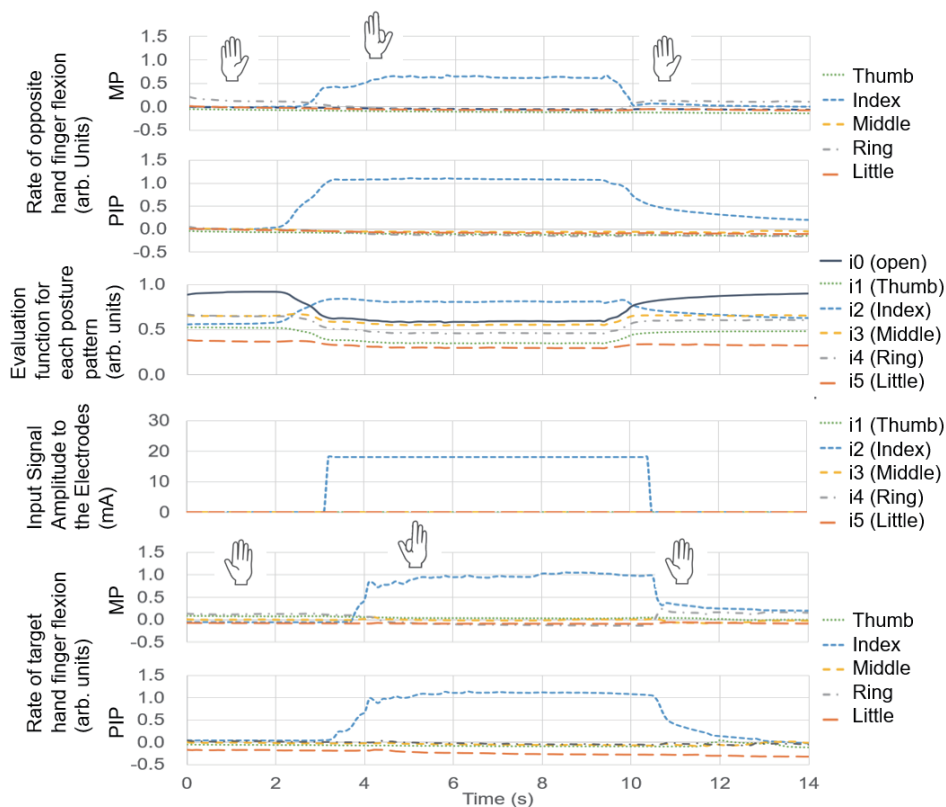 Rate of opposite
hand finger flexion
(arb. Units)
MP
1.5
1.0
0.5
0.0
-0.5
Thumb
Index
Middle
Ring
Little
PIP
1.5
1.0
0.5
0.0
-0.5
Evaluation
function for
each posture
pattern
(arb. units)
1.0
0.5
0.0
i0 (open)
i1 (Thumb)
i2 (Index)
i3 (Middle)
i4 (Ring)
i5 (Little)
Input Signal
Amplitude to
the Electrodes
(mA)
30
20
10
0
i1 (Thumb)
i2 (Index)
i3 (Middle)
i4 (Ring)
i5 (Little)
Rate of target
hand finger flexion
(arb. units)
MP
1.5
1.0
0.5
0.0
-0.5
Thumb
Index
Middle
Ring
Little
PIP
1.5
1.0
0.5
0.0
-0.5
0 2 4 6 8 10 12 14
Time (s)